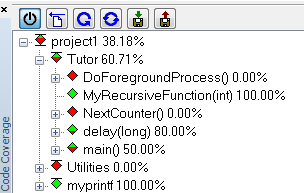 project1 38.18%
Tutor 60.71%
DoForegroundProcess() 0.00%
MyRecursiveFunction(int) 100.00%
NextCounter() 0.00%
delay(long) 80.00%
main() 50.00%
Utilities 0.00%
myprintf 100.00%
Code Coverage